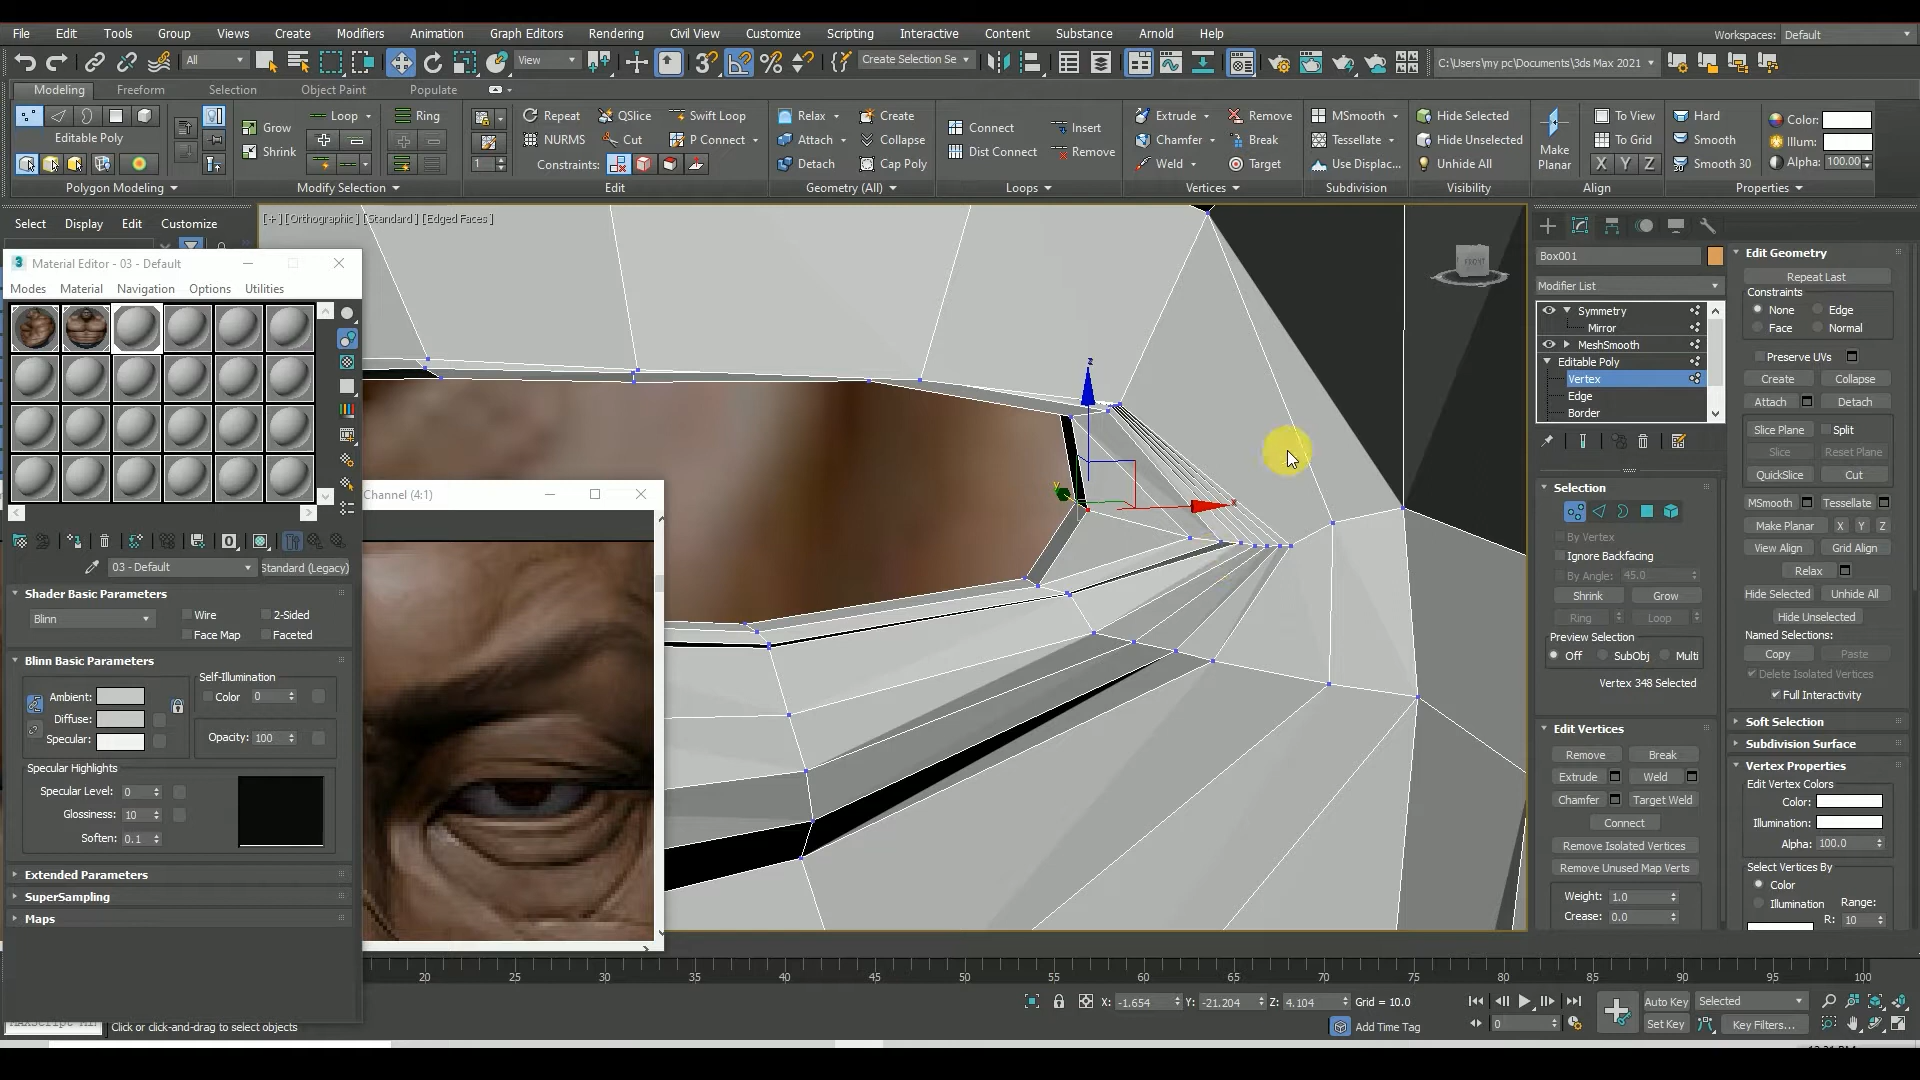 File Edit Tools Group Views Create Modifiers Animation Graph Editors Rendering Civil View Customize Scripting Interactive Content Substance Arnold Help Workspaces: Default
All View Create Selection Se C:\Users\my pc\Documents\3ds Max 2021
Modeling Freeform Selection Object Paint Populate
Editable Poly
Polygon Modeling
Grow Shrink Loop Ring
Modify Selection
Repeat QSlice Swift Loop
NURMS Cut P Connect
1 Constraints:
Edit
Relax Create
Attach Collapse
Detach Cap Poly
Geometry (All)
Connect Insert
Dist Connect Remove
Loops
Extrude Remove
Chamfer Break
Weld Target
Vertices
MSmooth
Tessellate
Use Displac...
Subdivision
Hide Selected
Hide Unselected
Unhide All
Visibility
Make Planar
To View
To Grid
X Y Z
Align
Hard
Smooth
Smooth 30
Color:
Illum:
Alpha: 100.00
Properties
Select Display Edit Customize
[+] [Orthographic] [Standard] [Edged Faces]
FRONT
z
x
y
3 Material Editor - 03 - Default
Modes Material Navigation Options Utilities
03 - Default Standard (Legacy)
Shader Basic Parameters
Blinn Wire 2-Sided
Face Map Faceted
Blinn Basic Parameters
Self-Illumination
Ambient: Color 0
Diffuse:
Specular: Opacity: 100
Specular Highlights
Specular Level: 0
Glossiness: 10
Soften: 0.1
Extended Parameters
SuperSampling
Maps
Channel (4:1)
Box001
Modifier List
Symmetry
Mirror
MeshSmooth
Editable Poly
Vertex
Edge
Border
Selection
By Vertex
Ignore Backfacing
By Angle: 45.0
Shrink Grow
Ring Loop
Preview Selection
Off SubObj Multi
Vertex 348 Selected
Edit Vertices
Remove Break
Extrude Weld
Chamfer Target Weld
Connect
Remove Isolated Vertices
Remove Unused Map Verts
Weight: 1.0
Crease: 0.0
Edit Geometry
Repeat Last
Constraints
None Edge
Face Normal
Preserve UVs
Create Collapse
Attach Detach
Slice Plane Split
Slice Reset Plane
QuickSlice Cut
MSmooth Tessellate
Make Planar X Y Z
View Align Grid Align
Relax
Hide Selected Unhide All
Hide Unselected
Named Selections:
Copy Paste
Delete Isolated Vertices
Full Interactivity
Soft Selection
Subdivision Surface
Vertex Properties
Edit Vertex Colors
Color:
Illumination:
Alpha: 100.0
Select Vertices By
Color
Illumination Range:
R: 10
20 25 30 35 40 45 50 55 60 65 70 75 80 85 90 95 100
X: -1.654 Y: -21.204 Z: 4.104 Grid = 10.0
Auto Key Selected
Click or click-and-drag to select objects
Add Time Tag
0 Set Key Key Filters...